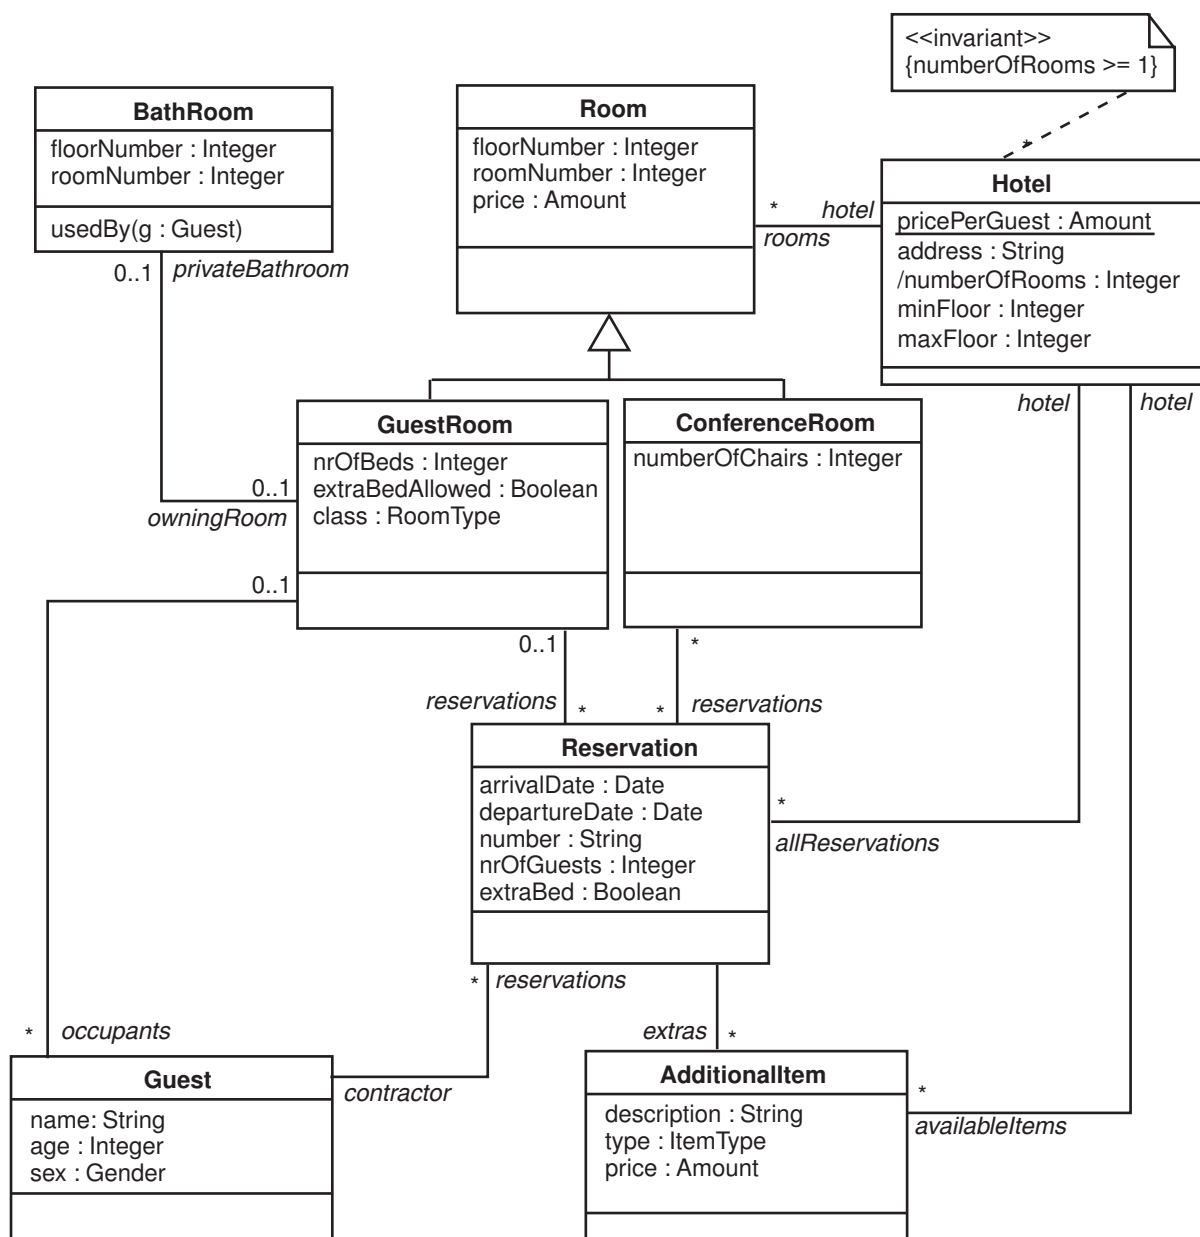 <<invariant>>
{numberOfRooms >= 1}
BathRoom
floorNumber : Integer
roomNumber : Integer
usedBy(g : Guest)
0..1 privateBathroom
Room
floorNumber : Integer
roomNumber : Integer
price : Amount
* hotel
rooms
*
Hotel
pricePerGuest : Amount
address : String
/numberOfRooms : Integer
minFloor : Integer
maxFloor : Integer
hotel
hotel
GuestRoom
nrOfBeds : Integer
extraBedAllowed : Boolean
class : RoomType
0..1
owningRoom
0..1
ConferenceRoom
numberOfChairs : Integer
0..1
*
reservations *
* reservations
Reservation
arrivalDate : Date
departureDate : Date
number : String
nrOfGuests : Integer
extraBed : Boolean
*
allReservations
* reservations
extras *
* occupants
Guest
name: String
age : Integer
sex : Gender
contractor
AdditionalItem
description : String
type : ItemType
price : Amount
*
availableItems